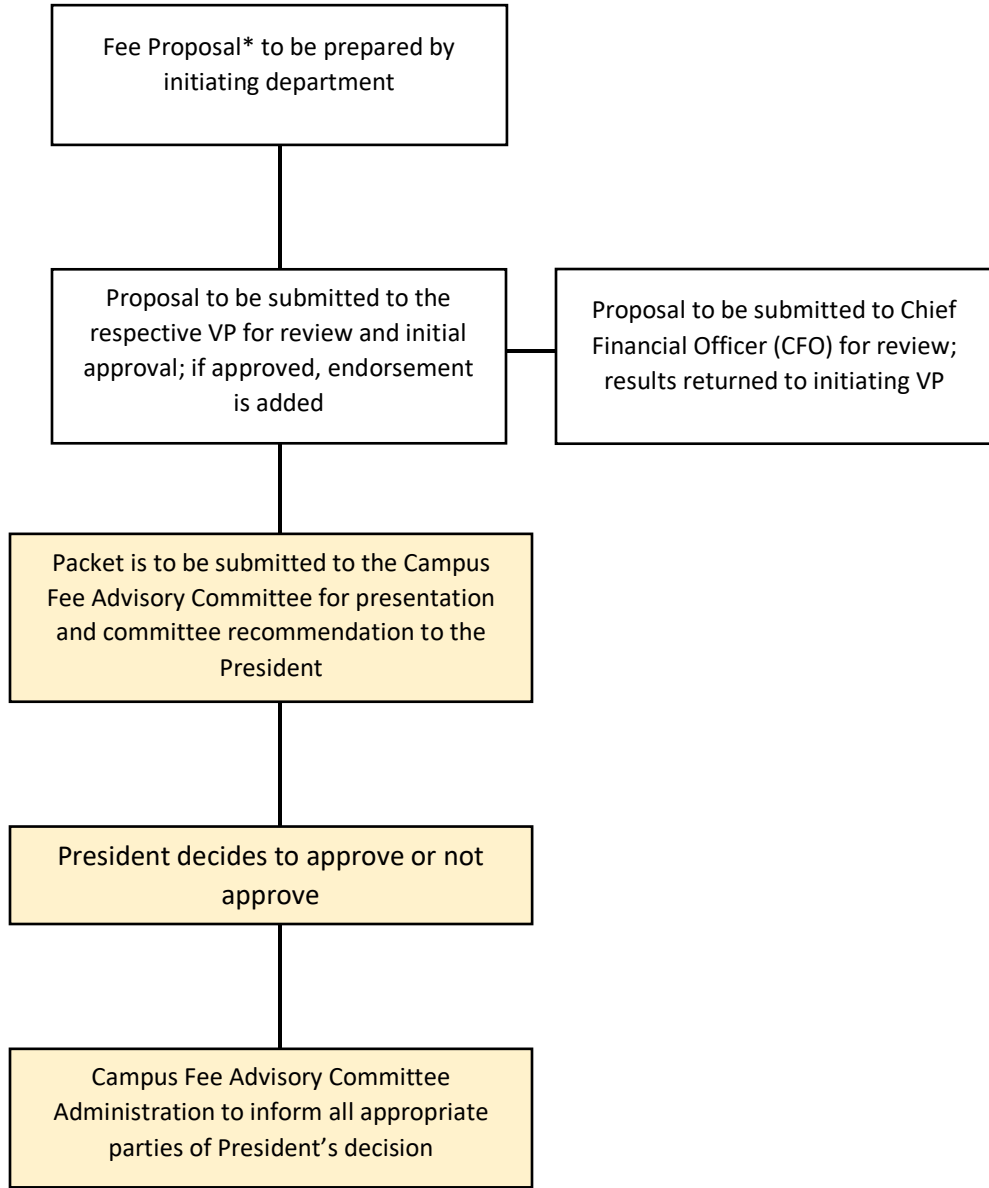 Fee Proposal* to be prepared by
initiating department
Proposal to be submitted to the
respective VP for review and initial
approval; if approved, endorsement
is added
Proposal to be submitted to Chief
Financial Officer (CFO) for review;
results returned to initiating VP
Packet is to be submitted to the Campus
Fee Advisory Committee for presentation
and committee recommendation to the
President
President decides to approve or not
approve
Campus Fee Advisory Committee
Administration to inform all appropriate
parties of President’s decision